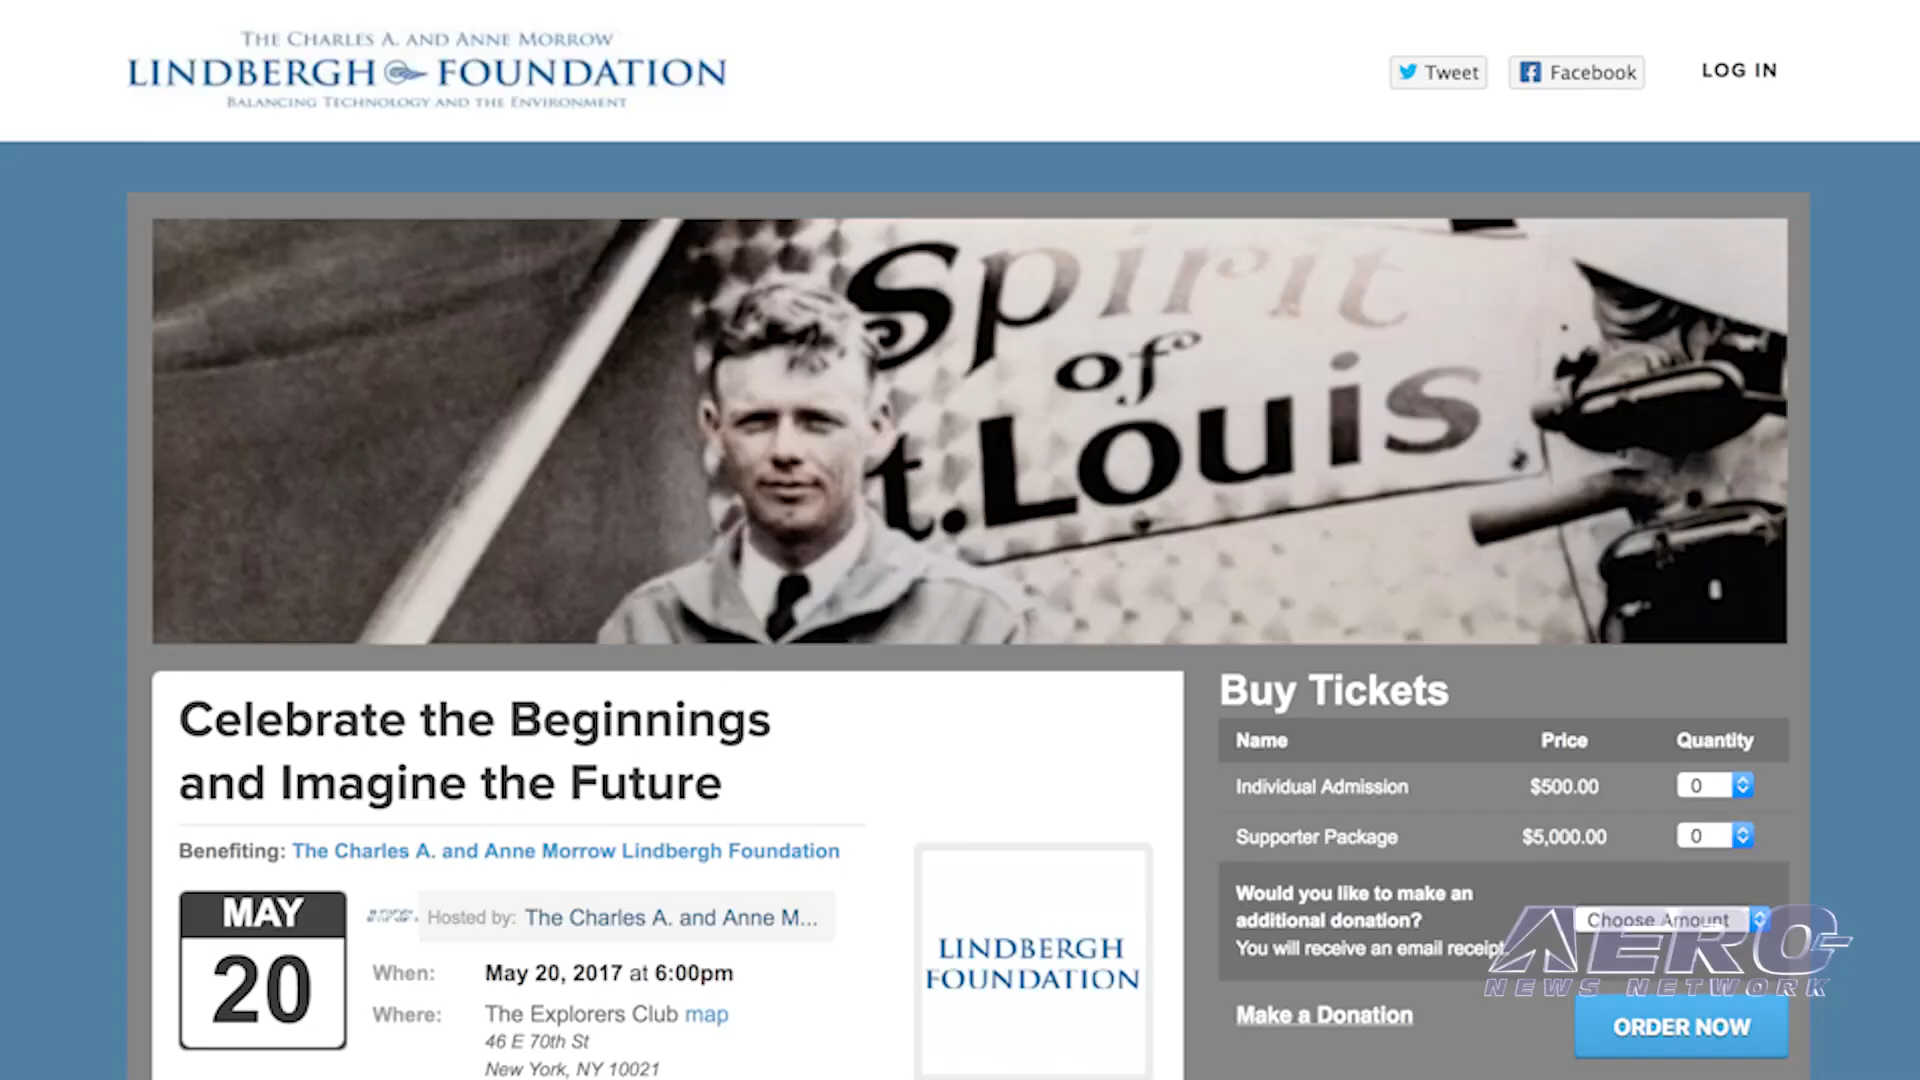 THE CHARLES A. AND ANNE MORROW
LINDBERGH FOUNDATION
BALANCING TECHNOLOGY AND THE ENVIRONMENT
Tweet
Facebook
LOG IN
Spirit
of
t.Louis
Celebrate the Beginnings
and Imagine the Future
Benefiting: The Charles A. and Anne Morrow Lindbergh Foundation
MAY
20
Hosted by: The Charles A. and Anne M...
When: May 20, 2017 at 6:00pm
Where: The Explorers Club map
46 E 70th St
New York, NY 10021
LINDBERGH
FOUNDATION
Buy Tickets
Name Price Quantity
Individual Admission $500.00 0
Supporter Package $5,000.00 0
Would you like to make an
additional donation?
You will receive an email receipt.
Choose Amount
Make a Donation
ORDER NOW
AERO-
NEWS NETWORK